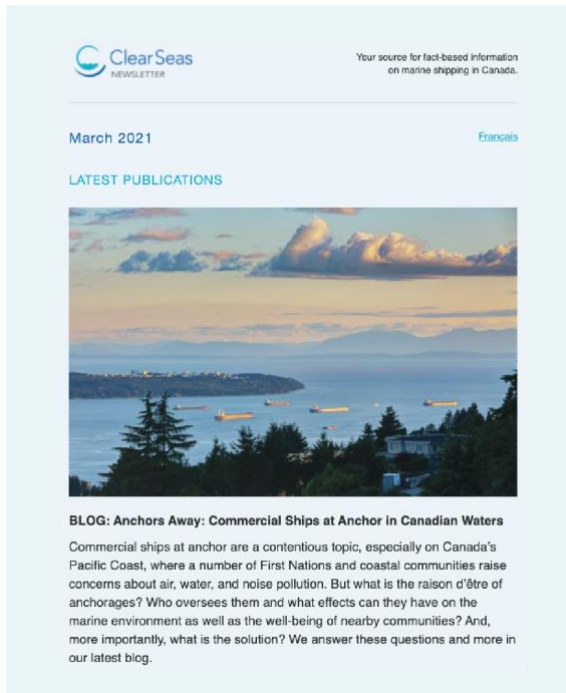 ClearSeas
NEWSLETTER
Your source for fact-based information
on marine shipping in Canada.
March 2021
Français
LATEST PUBLICATIONS
BLOG: Anchors Away: Commercial Ships at Anchor in Canadian Waters
Commercial ships at anchor are a contentious topic, especially on Canada's
Pacific Coast, where a number of First Nations and coastal communities raise
concerns about air, water, and noise pollution. But what is the raison d'être of
anchorages? Who oversees them and what effects can they have on the
marine environment as well as the well-being of nearby communities? And,
more importantly, what is the solution? We answer these questions and more in
our latest blog.